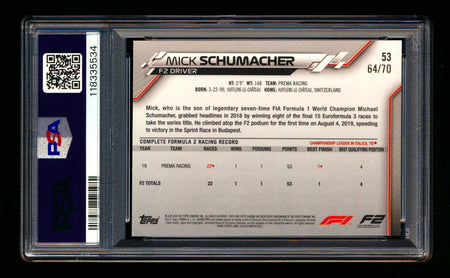 MICK SCHUMACHER
F2 DRIVER
53
64/70
HT: 5'9" WT: 148 TEAM: PREMA RACING
BORN: 3-22-99, VUFFLENS-LE-CHÂTEAU HOME: VUFFLENS-LE-CHÂTEAU, SWITZERLAND
Mick, who is the son of legendary seven-time FIA Formula 1 World Champion Michael
Schumacher, grabbed headlines in 2018 by winning eight of the final 15 Euroformula 3 races to
take the series title. He climbed atop the F2 podium for the first time on August 4, 2019, speeding
to victory in the Sprint Race in Budapest.
COMPLETE FORMULA 2 RACING RECORD
CHAMPIONSHIP LEADER IN ITALICS, TIE
YEAR TEAM RACES WINS PODIUMS POINTS BEST FINISH BEST QUALIFYING POSITION
19 PREMA RACING 22 1 1 53 1 4
F2 TOTALS 22 1 1 53 1 4
Topps
F1
F2
118335534
PSA